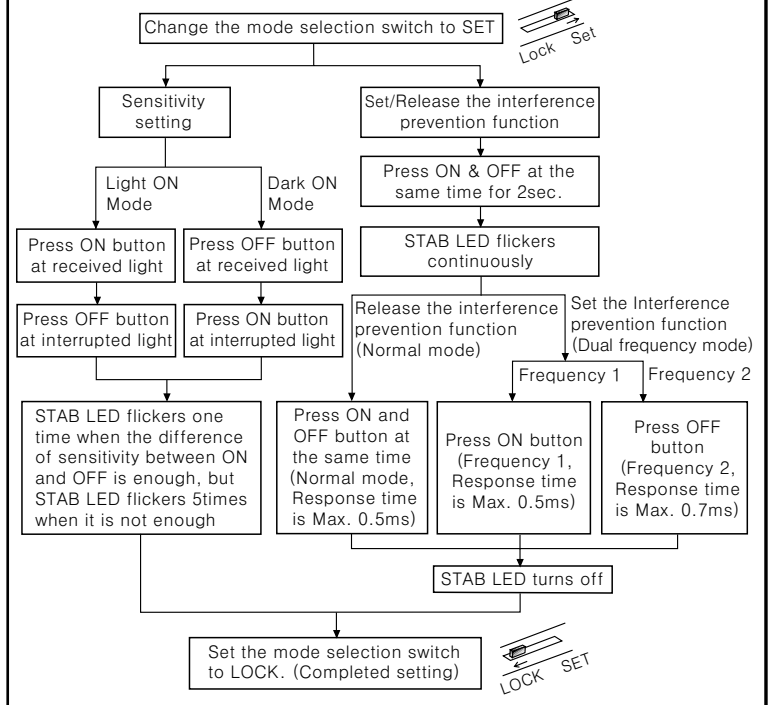 Change the mode selection switch to SET
Lock Set
Sensitivity
setting
Set/Release the interference
prevention function
Light ON
Mode
Dark ON
Mode
Press ON & OFF at the
same time for 2sec.
Press ON button
at received light
Press OFF button
at received light
STAB LED flickers
continuously
Press OFF button
at interrupted light
Press ON button
at interrupted light
Release the interference
prevention function
(Normal mode)
Set the Interference
prevention function
(Dual frequency mode)
Frequency 1
Frequency 2
STAB LED flickers one
time when the difference
of sensitivity between ON
and OFF is enough, but
STAB LED flickers 5times
when it is not enough
Press ON and
OFF button at
the same time
(Normal mode,
Response time
is Max. 0.5ms)
Press ON button
(Frequency 1,
Response time
is Max. 0.5ms)
Press OFF
button
(Frequency 2,
Response time
is Max. 0.7ms)
STAB LED turns off
Set the mode selection switch
to LOCK. (Completed setting)
LOCK SET